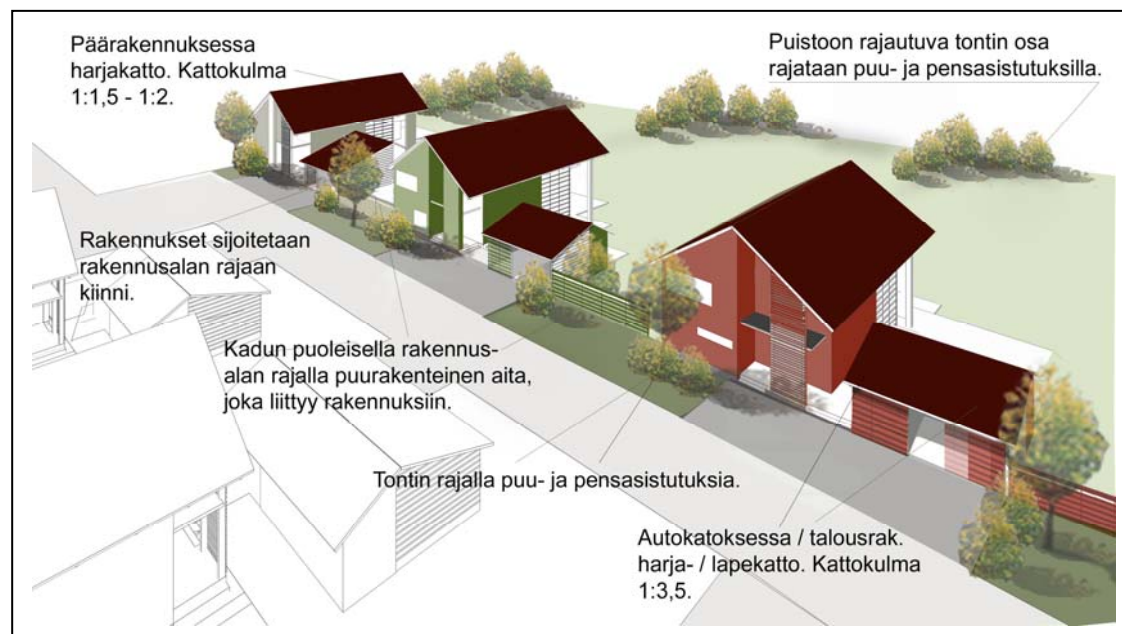 Päärakennuksessa
harjakatto. Kattokulma
1:1,5 - 1:2.
Puistoon rajautuva tontin osa
rajataan puu- ja pensasistutuksilla.
Rakennukset sijoitetaan
rakennusalan rajaan
kiinni.
Kadun puoleisella rakennus-
alan rajalla puurakenteinen aita,
joka liittyy rakennuksiin.
Tontin rajalla puu- ja pensasistutuksia.
Autokatoksessa / talousrak.
harja- / lapekatto. Kattokulma
1:3,5.